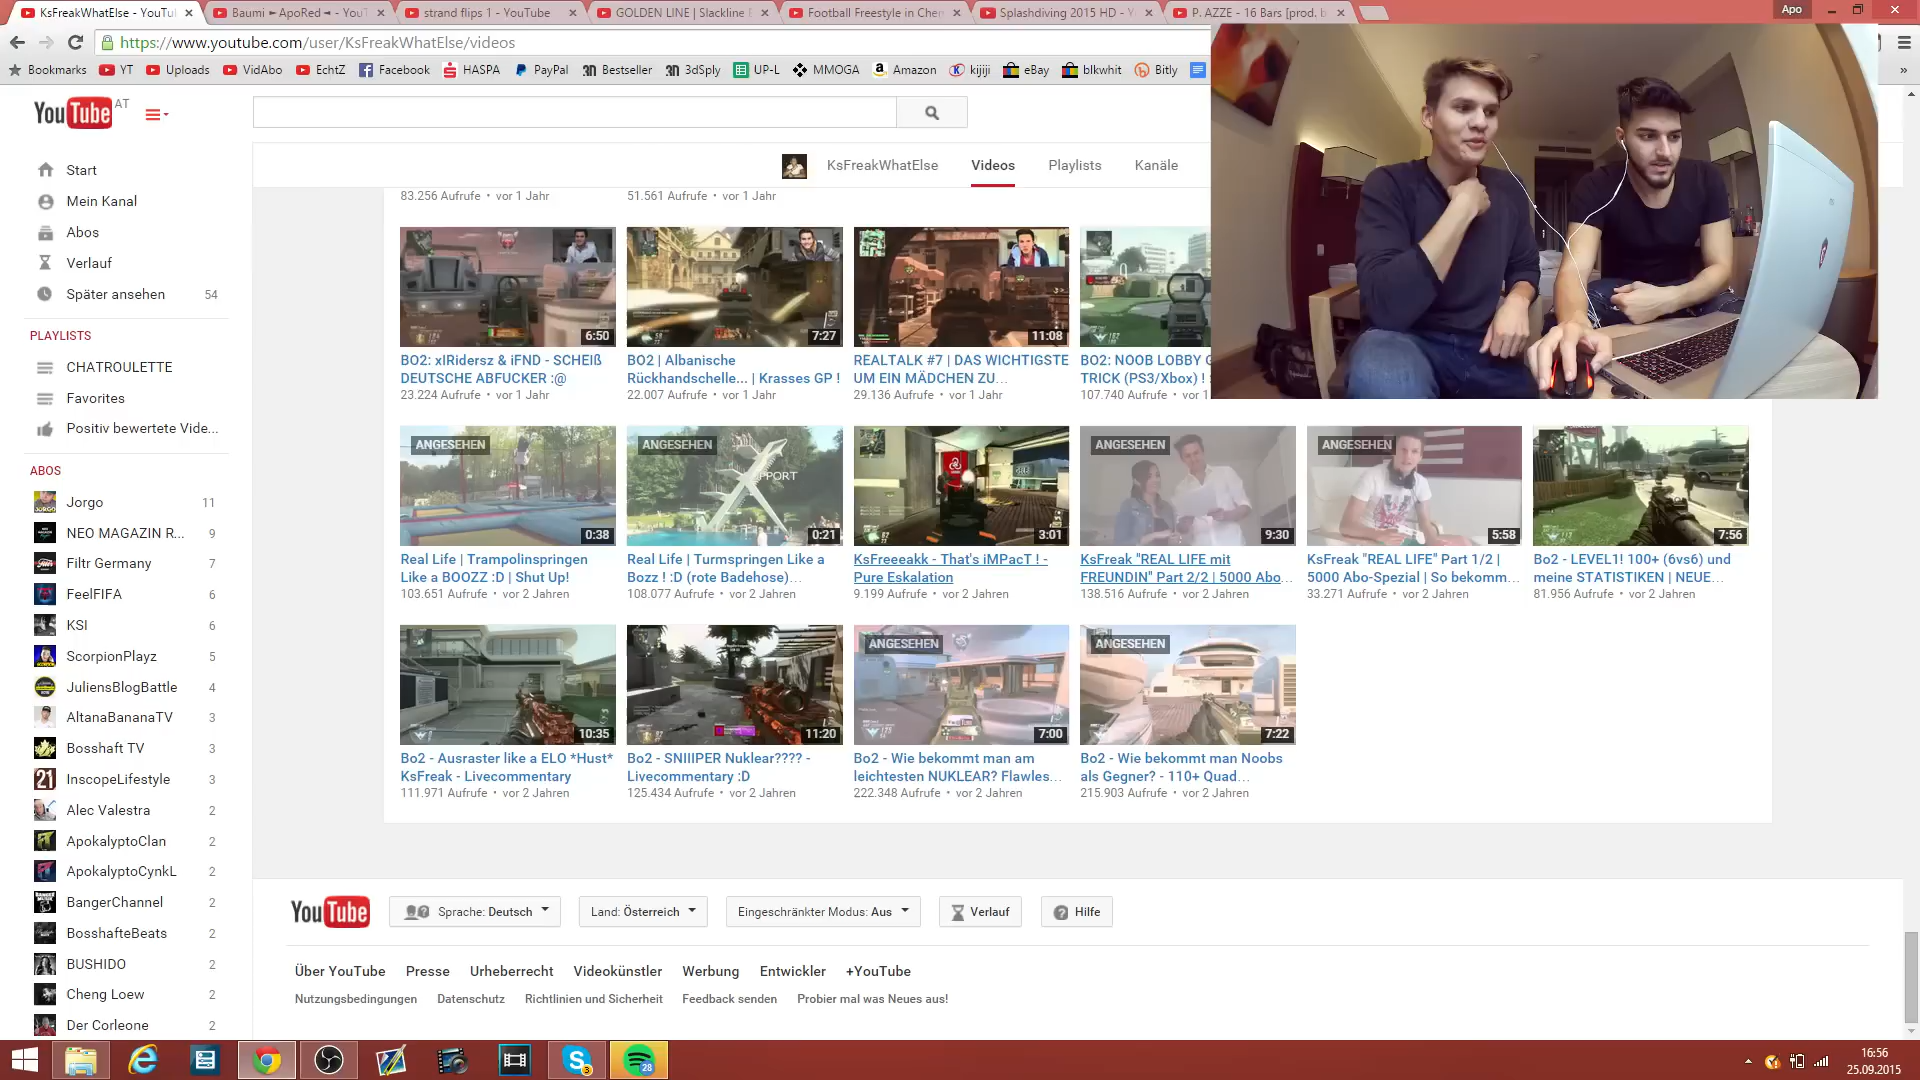 KsFreakWhatElse - YouTu
Baumi ► ApoRed ◄ - YouT
strand flips 1 - YouTube
GOLDEN LINE | Slackline
Football Freestyle in Chem
Splashdiving 2015 HD - Y
P. AZZE - 16 Bars [prod. b
Apo
https://www.youtube.com/user/KsFreakWhatElse/videos
Bookmarks YT Uploads VidAbo EchtZ Facebook HASPA PayPal Bestseller 3dSply UP-L MMOGA Amazon kijiji eBay blkwhit Bitly »
YouTube AT
KsFreakWhatElse Videos Playlists Kanäle
Start
Mein Kanal
Abos
Verlauf
Später ansehen 54
PLAYLISTS
CHATROULETTE
Favorites
Positiv bewertete Vide...
ABOS
Jorgo 11
NEO MAGAZIN R... 9
Filtr Germany 7
FeelFIFA 6
KSI 6
ScorpionPlayz 5
JuliensBlogBattle 4
AltanaBananaTV 3
Bosshaft TV 3
InscopeLifestyle 3
Alec Valestra 2
ApokalyptoClan 2
ApokalyptoCynkL 2
BangerChannel 2
BosshafteBeats 2
BUSHIDO 2
Cheng Loew 2
Der Corleone 2
83.256 Aufrufe • vor 1 Jahr
51.561 Aufrufe • vor 1 Jahr
6:50
BO2: xlRidersz & iFND - SCHEIß
DEUTSCHE ABFUCKER :@
23.224 Aufrufe • vor 1 Jahr
7:27
BO2 | Albanische
Rückhandschelle... | Krasses GP !
22.007 Aufrufe • vor 1 Jahr
11:08
REALTALK #7 | DAS WICHTIGSTE
UM EIN MÄDCHEN ZU...
29.136 Aufrufe • vor 1 Jahr
BO2: NOOB LOBBY
TRICK (PS3/Xbox) !
107.740 Aufrufe • vor 1
ANGESEHEN
0:38
Real Life | Trampolinspringen
Like a BOOZZ :D | Shut Up!
103.651 Aufrufe • vor 2 Jahren
ANGESEHEN
PORT
0:21
Real Life | Turmspringen Like a
Bozz ! :D (rote Badehose)...
108.077 Aufrufe • vor 2 Jahren
3:01
KsFreeeakk - That's iMPacT ! -
Pure Eskalation
9.199 Aufrufe • vor 2 Jahren
ANGESEHEN
9:30
KsFreak "REAL LIFE mit
FREUNDIN" Part 2/2 | 5000 Abo...
138.516 Aufrufe • vor 2 Jahren
ANGESEHEN
5:58
KsFreak "REAL LIFE" Part 1/2 |
5000 Abo-Spezial | So bekomm...
33.271 Aufrufe • vor 2 Jahren
7:56
Bo2 - LEVEL1! 100+ (6vs6) und
meine STATISTIKEN | NEUE...
81.956 Aufrufe • vor 2 Jahren
10:35
Bo2 - Ausraster like a ELO *Hust*
KsFreak - Livecommentary
111.971 Aufrufe • vor 2 Jahren
11:20
Bo2 - SNIIIPER Nuklear???? -
Livecommentary :D
125.434 Aufrufe • vor 2 Jahren
ANGESEHEN
7:00
Bo2 - Wie bekommt man am
leichtesten NUKLEAR? Flawles...
222.348 Aufrufe • vor 2 Jahren
ANGESEHEN
7:22
Bo2 - Wie bekommt man Noobs
als Gegner? - 110+ Quad...
215.903 Aufrufe • vor 2 Jahren
YouTube Sprache: Deutsch Land: Österreich Eingeschränkter Modus: Aus Verlauf Hilfe
Über YouTube Presse Urheberrecht Videokünstler Werbung Entwickler +YouTube
Nutzungsbedingungen Datenschutz Richtlinien und Sicherheit Feedback senden Probier mal was Neues aus!
3
28
16:56
25.09.2015